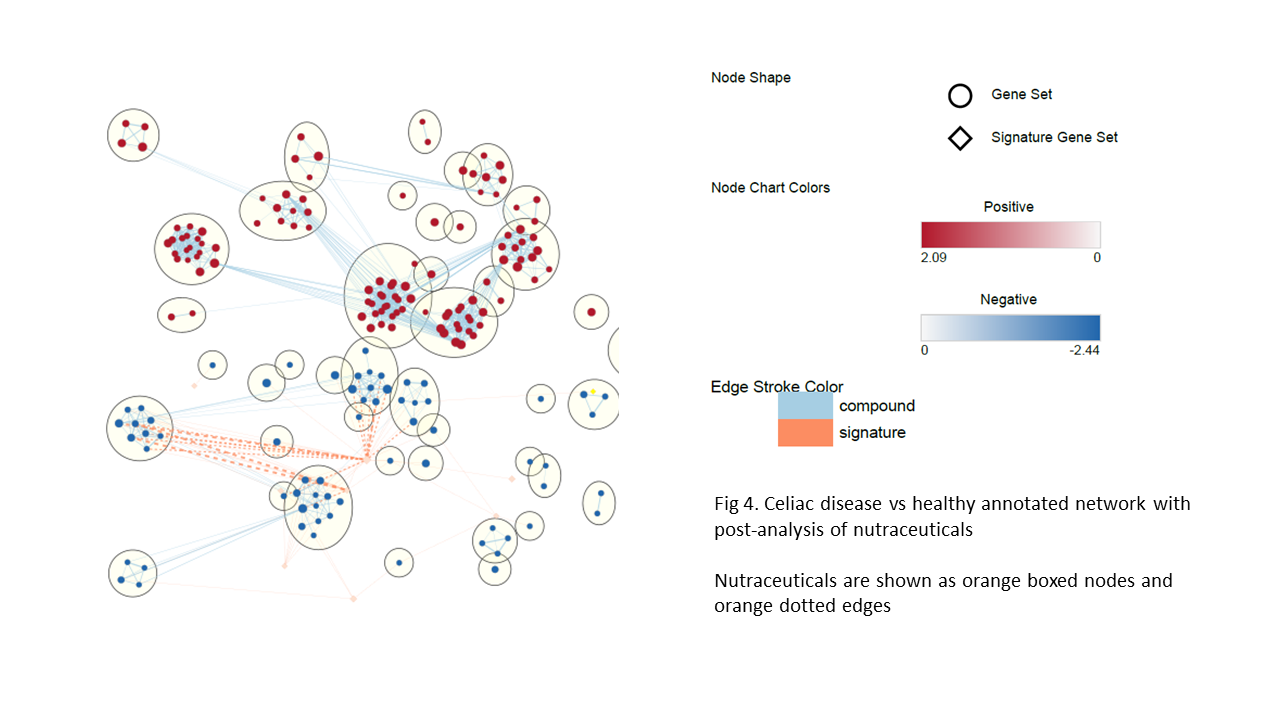 Node Shape
Gene Set
Signature Gene Set
Node Chart Colors
Positive
2.09 0
Negative
0 -2.44
Edge Stroke Color
compound
signature
Fig 4. Celiac disease vs healthy annotated network with
post-analysis of nutraceuticals
Nutraceuticals are shown as orange boxed nodes and
orange dotted edges